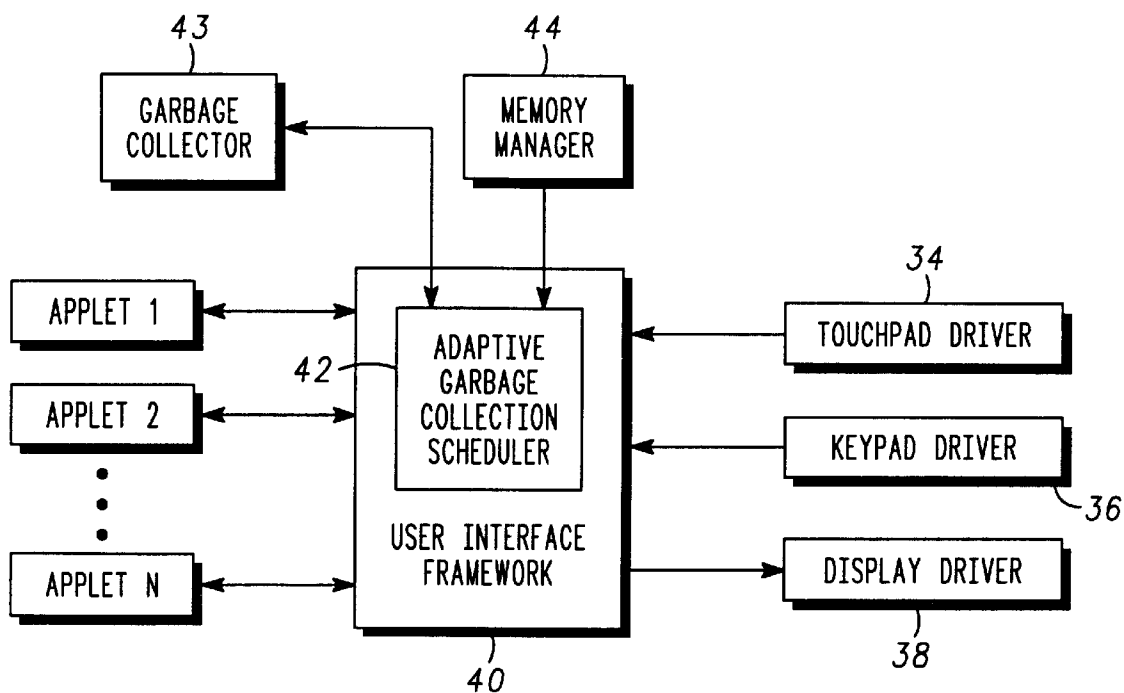 43
44
GARBAGE
COLLECTOR
MEMORY
MANAGER
34
APPLET 1
TOUCHPAD DRIVER
42
ADAPTIVE
GARBAGE
COLLECTION
SCHEDULER
APPLET 2
KEYPAD DRIVER
36
USER INTERFACE
FRAMEWORK
APPLET N
DISPLAY DRIVER
38
40